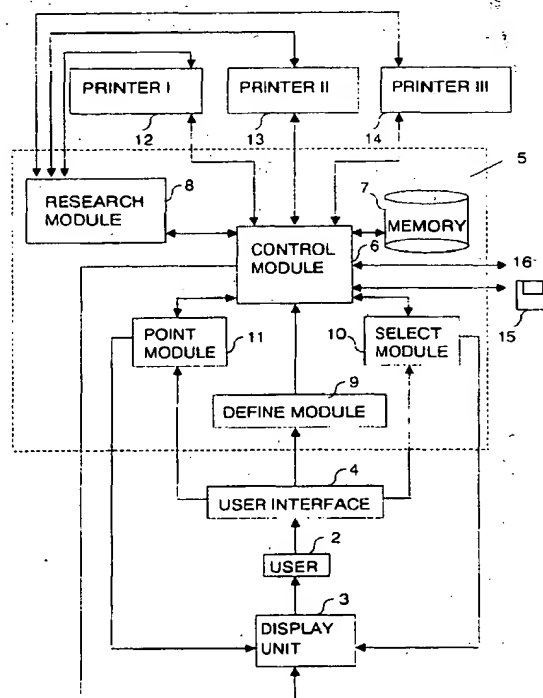 PRINTER I
PRINTER II
PRINTER III
12
13
14
5
8
7
RESEARCH
MODULE
MEMORY
CONTROL
MODULE
6
16
15
POINT
MODULE
11
10
SELECT
MODULE
9
DEFINE MODULE
4
USER INTERFACE
2
USER
3
DISPLAY
UNIT